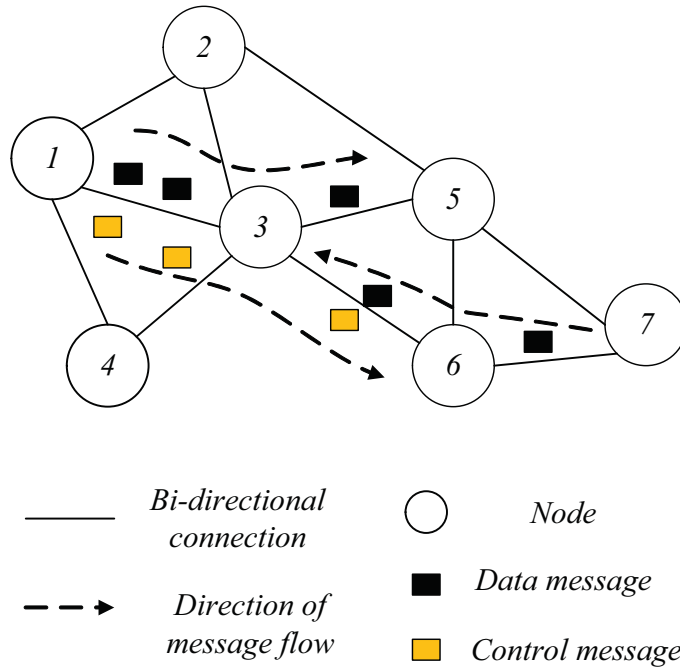 2
1
3
5
4
6
7
Bi-directional
connection
Node
Direction of
message flow
Data message
Control message